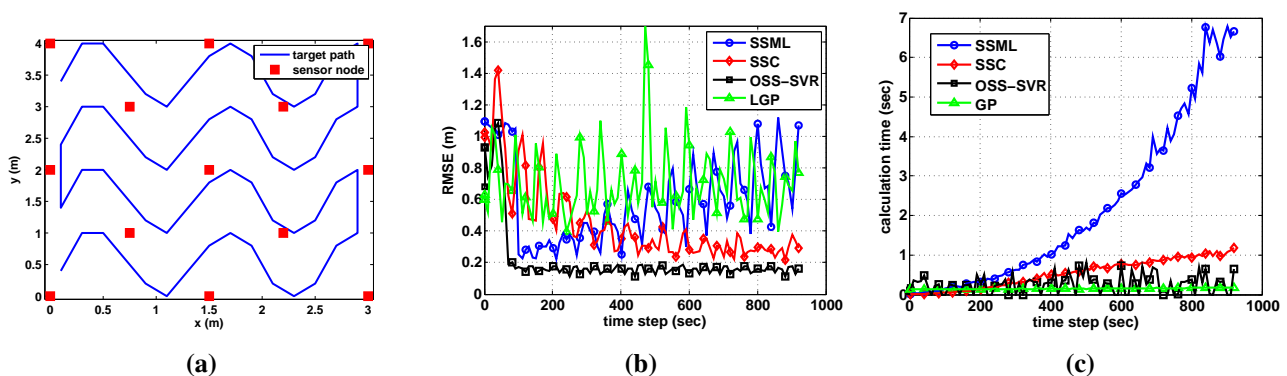 4
3.5
3
2.5
2
1.5
1
0.5
0
y (m)
target path
sensor node
0 0.5 1 1.5 2 2.5 3
x (m)
(a)
1.6
1.4
1.2
1
0.8
0.6
0.4
0.2
0
RMSE (m)
SSML
SSC
OSS-SVR
LGP
0 200 400 600 800 1000
time step (sec)
(b)
7
6
5
4
3
2
1
0
calculation time (sec)
SSML
SSC
OSS-SVR
GP
0 200 400 600 800 1000
time step (sec)
(c)